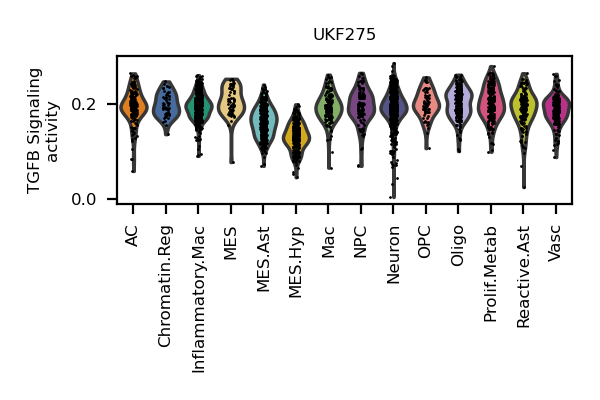 UKF275
TGFB Signaling
activity
0.2
0.0
AC
Chromatin.Reg
Inflammatory.Mac
MES
MES.Ast
MES.Hyp
Mac
NPC
Neuron
OPC
Oligo
Prolif.Metab
Reactive.Ast
Vasc